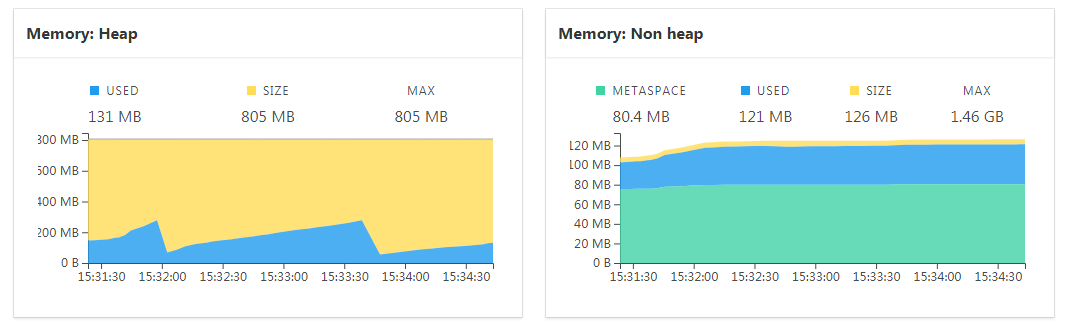 Memory: Heap
USED SIZE MAX
131 MB 805 MB 805 MB
800 MB
600 MB
400 MB
200 MB
0 B
15:31:30 15:32:00 15:32:30 15:33:00 15:33:30 15:34:00 15:34:30
Memory: Non heap
METASPACE USED SIZE MAX
80.4 MB 121 MB 126 MB 1.46 GB
120 MB
100 MB
80 MB
60 MB
40 MB
20 MB
0 B
15:31:30 15:32:00 15:32:30 15:33:00 15:33:30 15:34:00 15:34:30